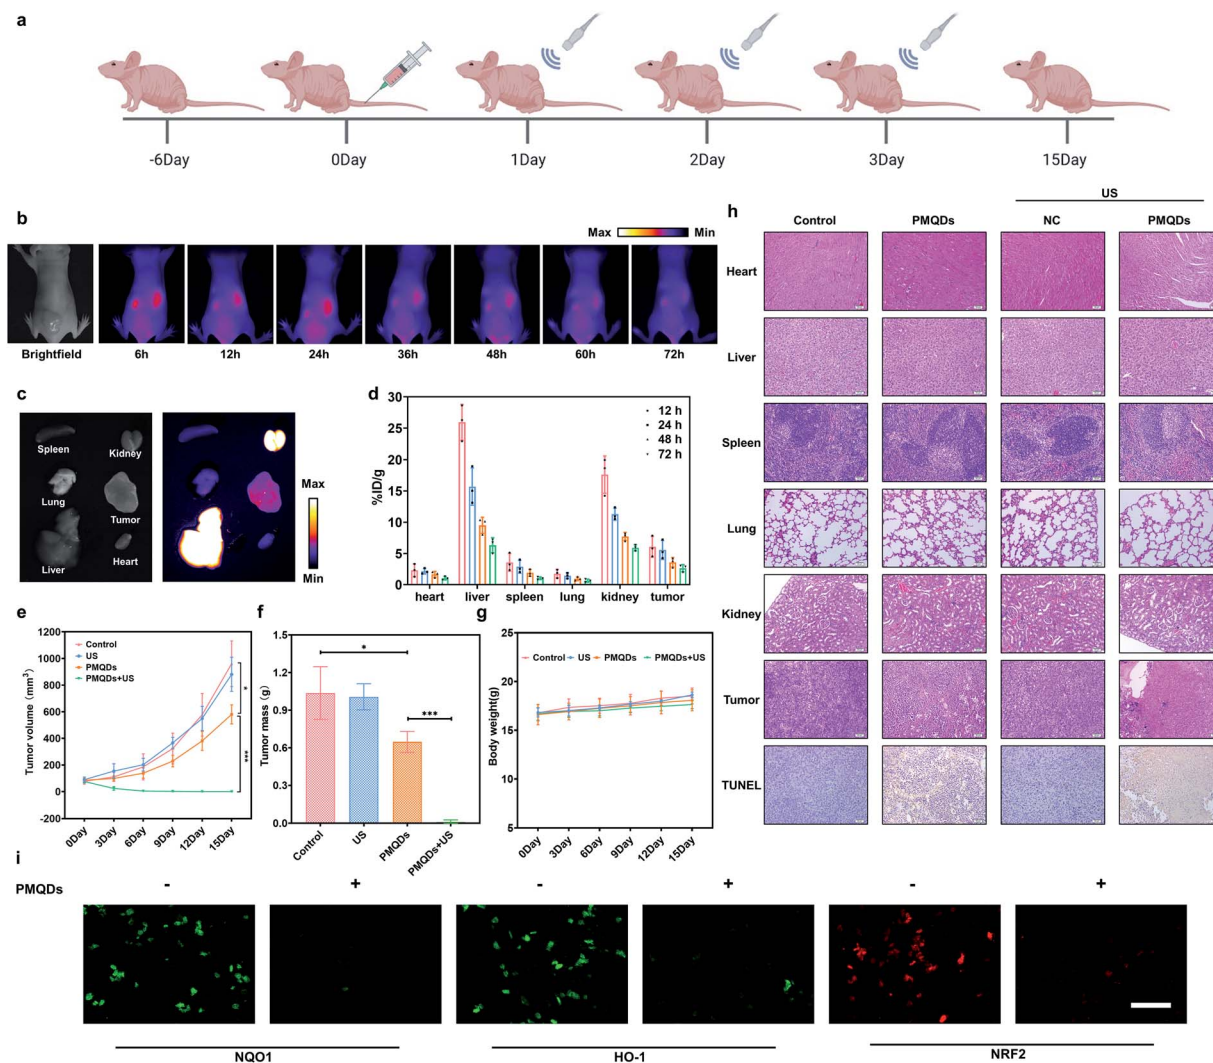 a
-6Day 0Day 1Day 2Day 3Day 15Day
b
Max Min
Brightfield 6h 12h 24h 36h 48h 60h 72h
c
Spleen Kidney
Lung Tumor
Liver Heart
Max
Min
d
%ID/g
30
25
20
15
10
5
0
12 h
24 h
48 h
72 h
heart liver spleen lung kidney tumor
e
Tumor volume (mm³)
1200
1000
800
600
400
200
0
-200
Control
US
PMQDs
PMQDs+US
*
***
0Day 3Day 6Day 9Day 12Day 15Day
f
Tumor mass (g)
1.5
1.2
0.9
0.6
0.3
0.0
*
***
Control US PMQDs PMQDs+US
g
Body weight(g)
25
20
15
10
5
Control US PMQDs PMQDs+US
0Day 3Day 6Day 9Day 12Day 15Day
h
US
Control PMQDs NC PMQDs
Heart
Liver
Spleen
Lung
Kidney
Tumor
TUNEL
i
PMQDs - + - + - +
NQO1 HO-1 NRF2